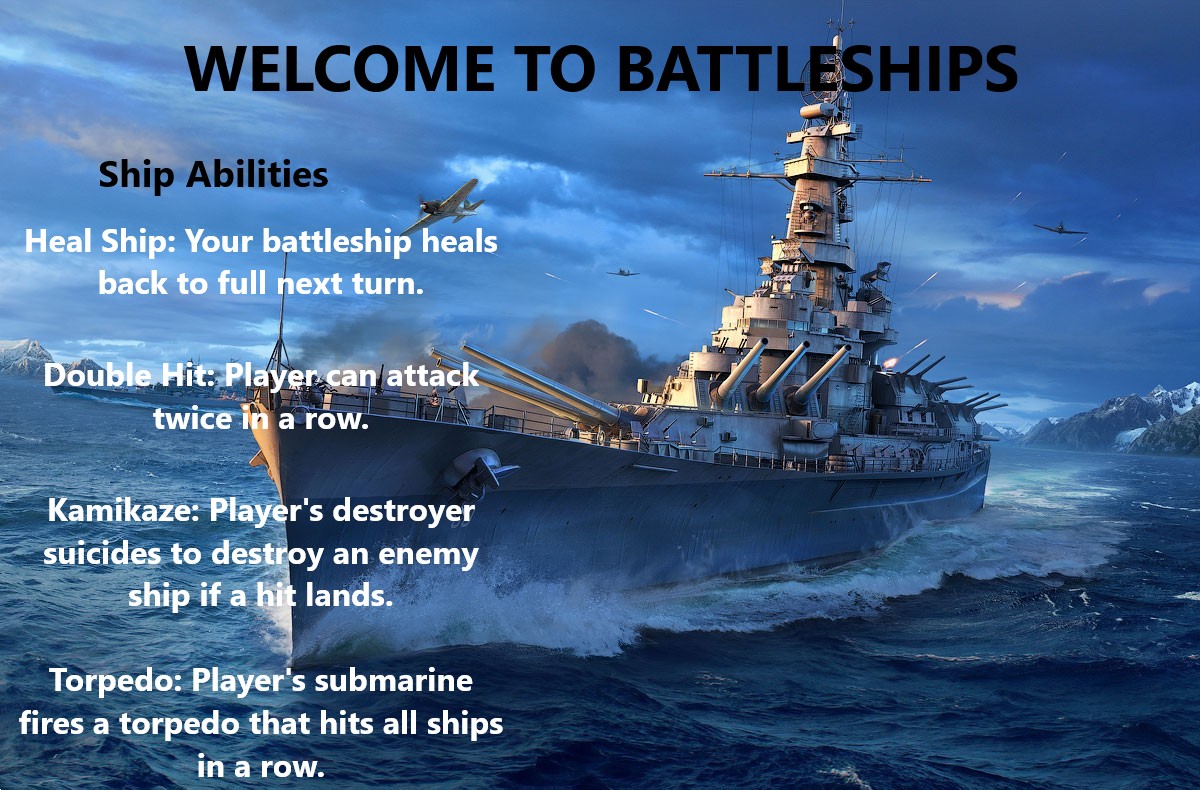 WELCOME TO BATTLESHIPS
Ship Abilities
Heal Ship: Your battleship heals
back to full next turn.
Double Hit: Player can attack
twice in a row.
Kamikaze: Player's destroyer
suicides to destroy an enemy
ship if a hit lands.
Torpedo: Player's submarine
fires a torpedo that hits all ships
in a row.